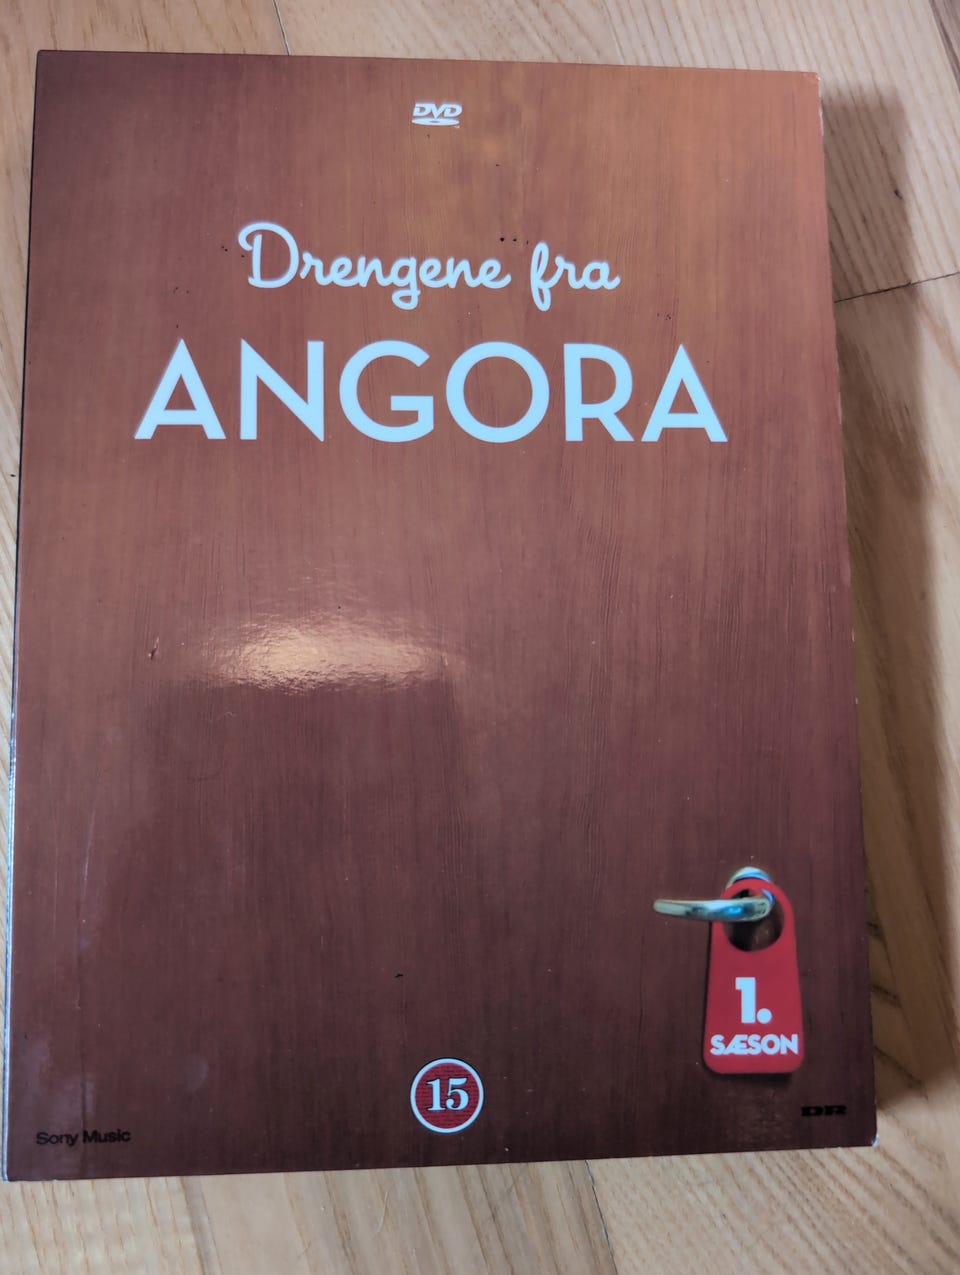 DVD
Drengene fra
ANGORA
1.
SÆSON
15
Sony Music
DR